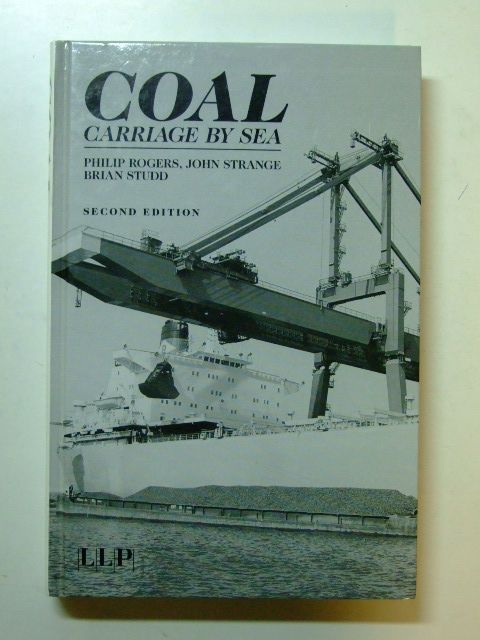 COAL
CARRIAGE BY SEA
PHILIP ROGERS, JOHN STRANGE
BRIAN STUDD
SECOND EDITION
LLP